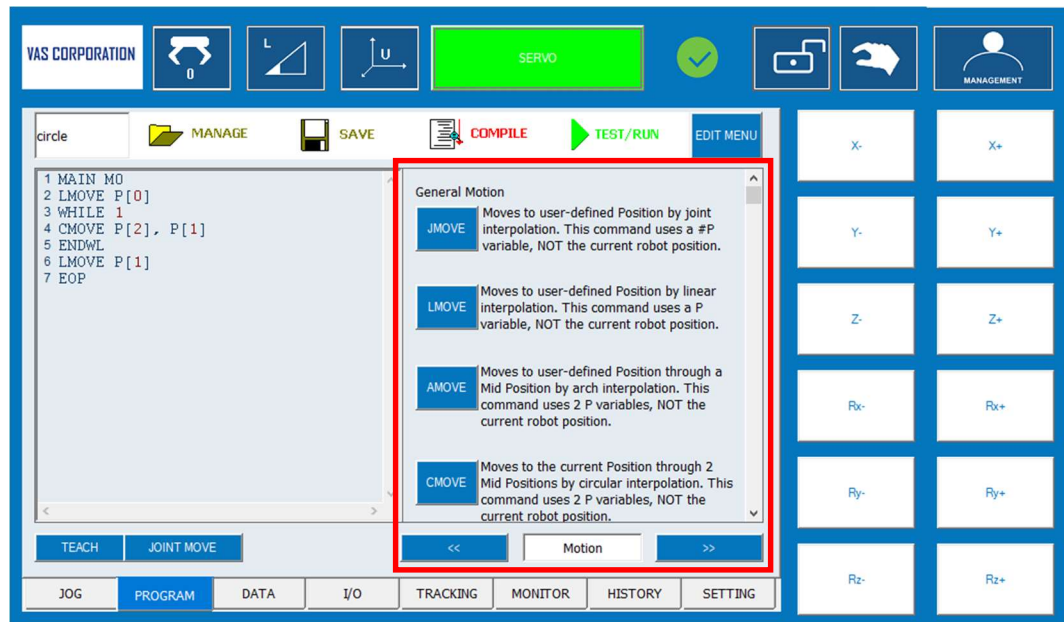 VAS CORPORATION
0
L
U
SERVO
MANAGEMENT
circle
MANAGE
SAVE
COMPILE
TEST/RUN
EDIT MENU
1 MAIN M0
2 LMOVE P[0]
3 WHILE 1
4 CMOVE P[2], P[1]
5 ENDWL
6 LMOVE P[1]
7 EOP
General Motion
JMOVE
Moves to user-defined Position by joint
interpolation. This command uses a #P
variable, NOT the current robot position.
LMOVE
Moves to user-defined Position by linear
interpolation. This command uses a P
variable, NOT the current robot position.
AMOVE
Moves to user-defined Position through a
Mid Position by arch interpolation. This
command uses 2 P variables, NOT the
current robot position.
CMOVE
Moves to the current Position through 2
Mid Positions by circular interpolation. This
command uses 2 P variables, NOT the
current robot position.
TEACH
JOINT MOVE
<<
Motion
>>
JOG
PROGRAM
DATA
I/O
TRACKING
MONITOR
HISTORY
SETTING
X-
X+
Y-
Y+
Z-
Z+
Rx-
Rx+
Ry-
Ry+
Rz-
Rz+